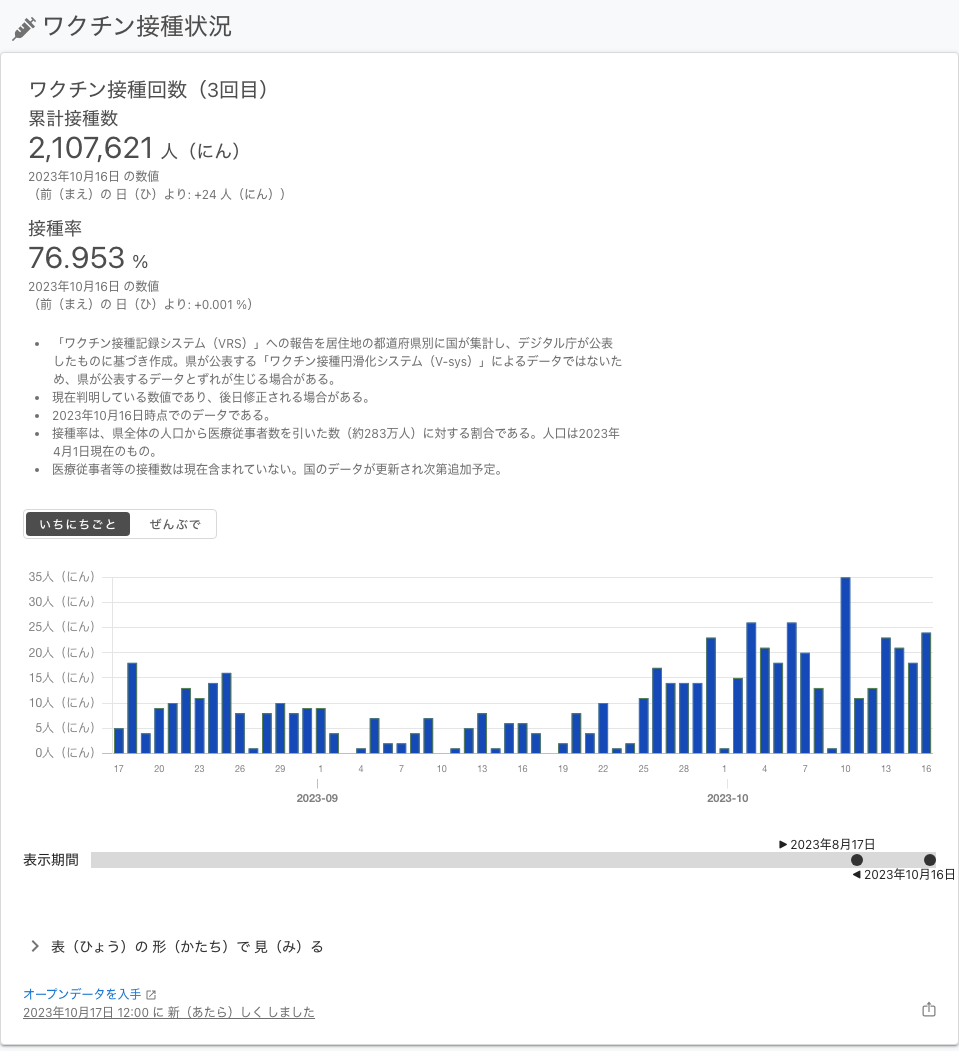 ワクチン接種状況
ワクチン接種回数（3回目）
累計接種数
2,107,621 人（にん）
2023年10月16日 の数値
（前（まえ）の 日（ひ）より: +24 人（にん））
接種率
76.953 %
2023年10月16日 の数値
（前（まえ）の 日（ひ）より: +0.001 %）
• 「ワクチン接種記録システム（VRS）」への報告を居住地の都道府県別に国が集計し、デジタル庁が公表
したものに基づき作成。県が公表する「ワクチン接種円滑化システム（V-sys）」によるデータではないた
め、県が公表するデータとずれが生じる場合がある。
• 現在判明している数値であり、後日修正される場合がある。
• 2023年10月16日時点でのデータである。
• 接種率は、県全体の人口から医療従事者数を引いた数（約283万人）に対する割合である。人口は2023年
4月1日現在のもの。
• 医療従事者等の接種数は現在含まれていない。国のデータが更新され次第追加予定。
いちにちごと ぜんぶで
35人（にん）
30人（にん）
25人（にん）
20人（にん）
15人（にん）
10人（にん）
5人（にん）
0人（にん）
17 20 23 26 29 1 4 7 10 13 16 19 22 25 28 1 4 7 10 13 16
2023-09 2023-10
▶ 2023年8月17日
表示期間
◀ 2023年10月16日
表（ひょう）の 形（かたち）で 見（み）る
オープンデータを入手
2023年10月17日 12:00 に 新（あたら）しく しました